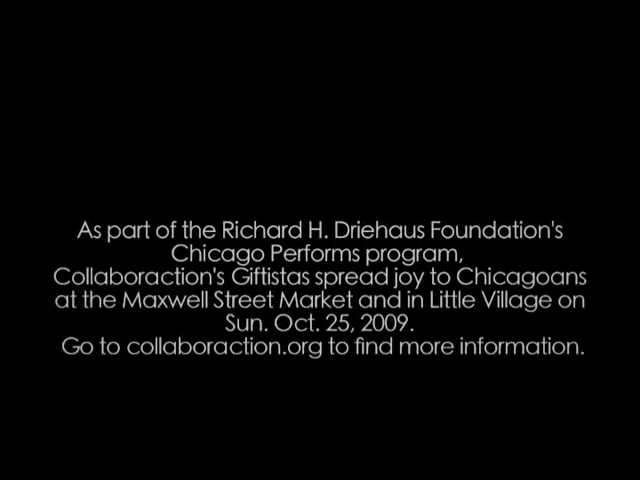 As part of the Richard H. Driehaus Foundation's
Chicago Performs program,
Collaboraction's Giftistas spread joy to Chicagoans
at the Maxwell Street Market and in Little Village on
Sun. Oct. 25, 2009.
Go to collaboraction.org to find more information.